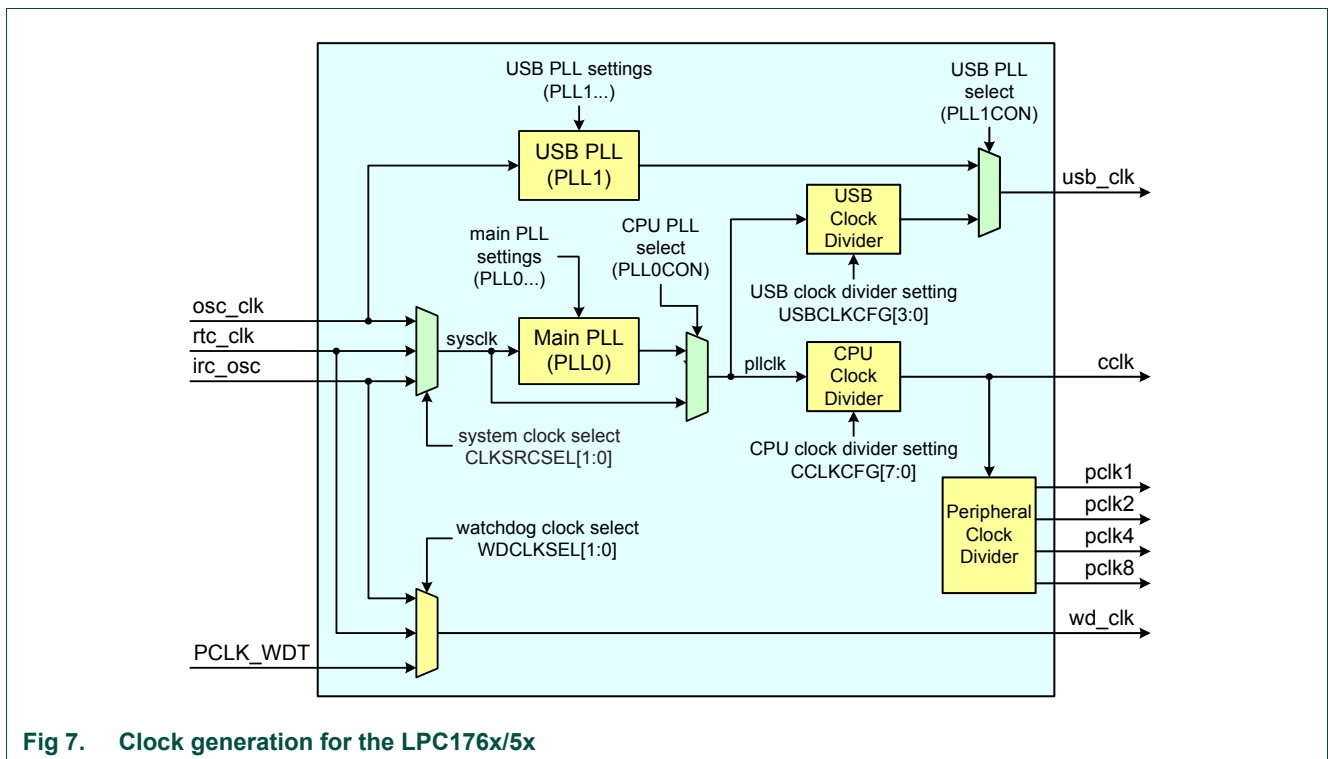 USB PLL settings
(PLL1...)
USB PLL
select
(PLL1CON)
USB PLL
(PLL1)
usb_clk
USB
Clock
Divider
main PLL
settings
(PLL0...)
CPU PLL
select
(PLL0CON)
USB clock divider setting
USBCLKCFG[3:0]
osc_clk
rtc_clk
irc_osc
sysclk
Main PLL
(PLL0)
pllclk
CPU
Clock
Divider
cclk
system clock select
CLKSRCSEL[1:0]
CPU clock divider setting
CCLKCFG[7:0]
Peripheral
Clock
Divider
pclk1
pclk2
pclk4
pclk8
watchdog clock select
WDCLKSEL[1:0]
PCLK_WDT
wd_clk
Fig 7. Clock generation for the LPC176x/5x